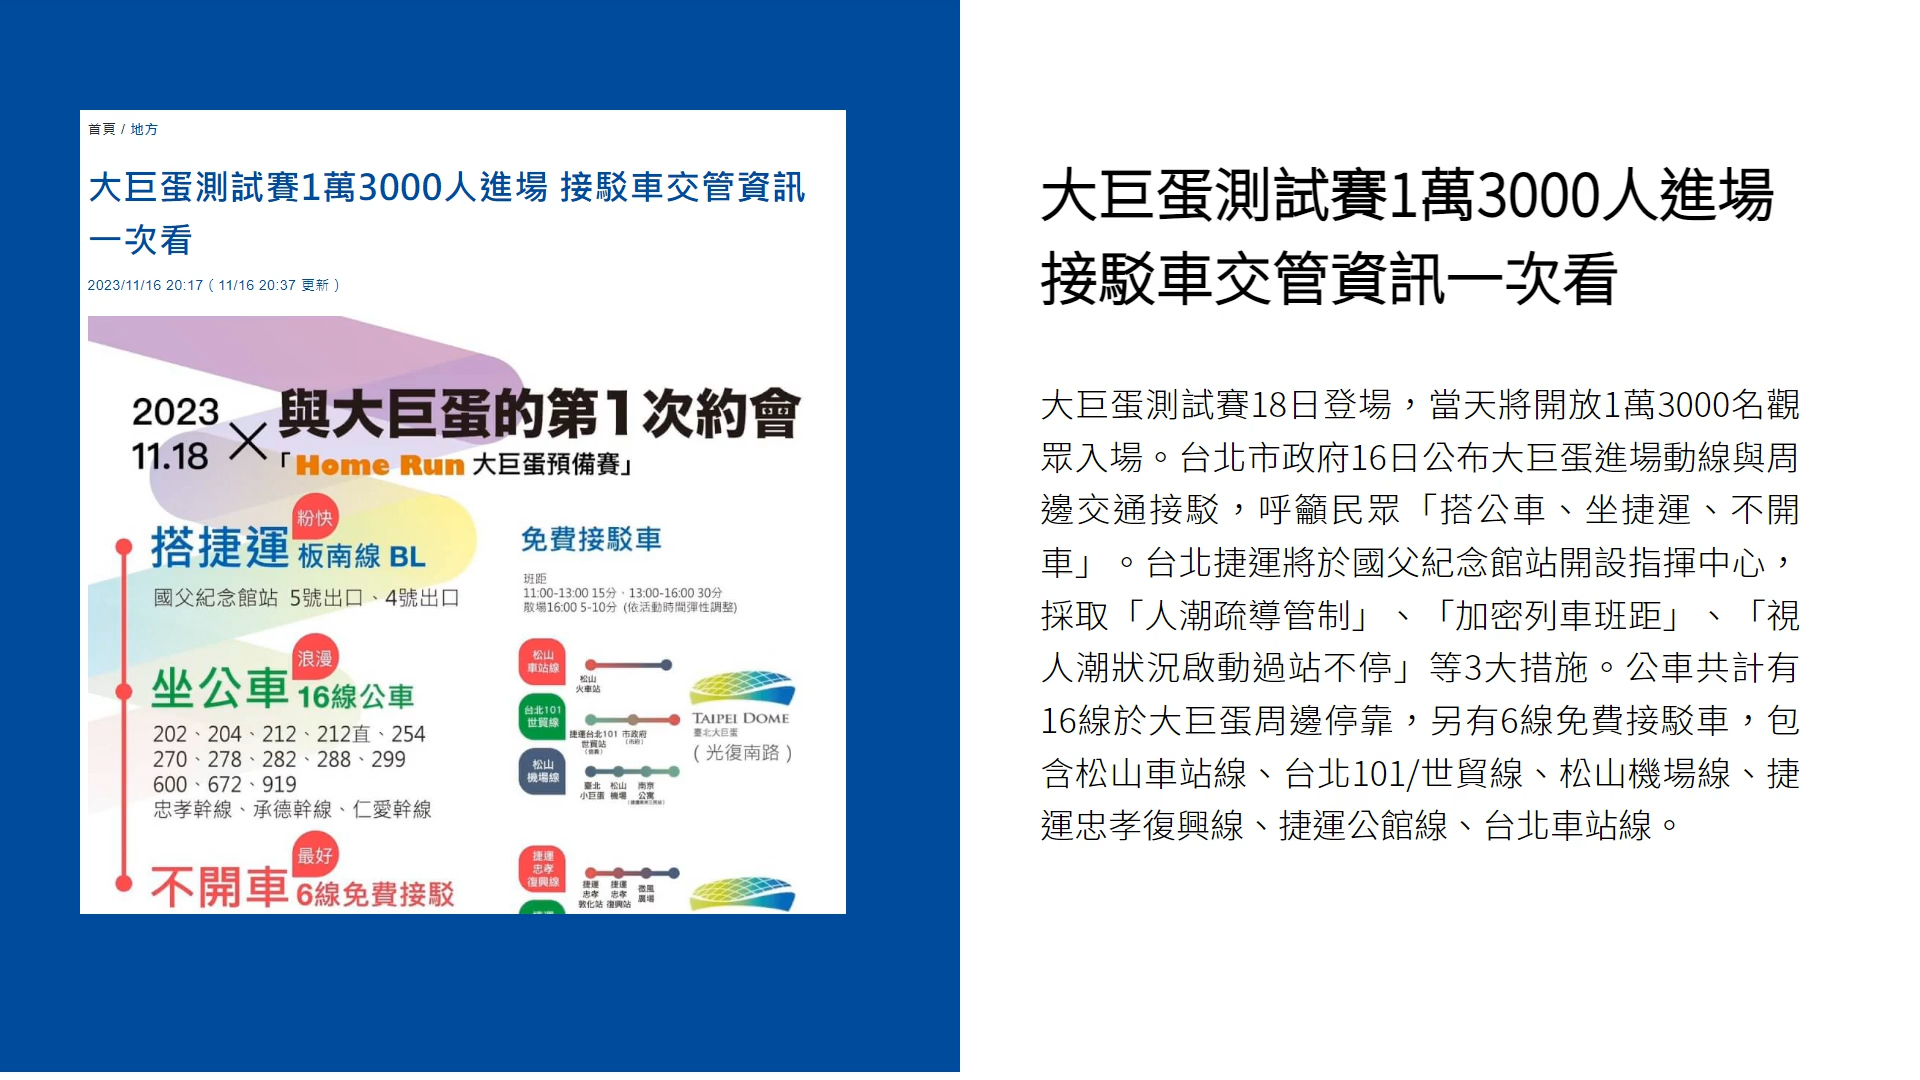 首頁 / 地方
大巨蛋測試賽1萬3000人進場 接駁車交管資訊
一次看
2023/11/16 20:17（11/16 20:37 更新）
2023
11.18
與大巨蛋的第1次約會
「Home Run 大巨蛋預備賽」
粉快
搭捷運 板南線 BL
國父紀念館站 5號出口、4號出口
浪漫
坐公車 16線公車
202、204、212、212直、254
270、278、282、288、299
600、672、919
忠孝幹線、承德幹線、仁愛幹線
最好
不開車 6線免費接駁
免費接駁車
班距
11:00-13:00 15分、13:00-16:00 30分
散場16:00 5-10分 (依活動時間彈性調整)
松山
車站線
松山
火車站
台北101
世貿線
捷運台北101
世貿站
市政府
松山
機場線
臺北
小巨蛋
松山
機場
南京
公寓
TAIPEI DOME
臺北大巨蛋
（光復南路）
捷運
忠孝
復興線
捷運
忠孝
敦化站
捷運
忠孝
復興站
微風
廣場
大巨蛋測試賽1萬3000人進場
接駁車交管資訊一次看
大巨蛋測試賽18日登場，當天將開放1萬3000名觀
眾入場。台北市政府16日公布大巨蛋進場動線與周
邊交通接駁，呼籲民眾「搭公車、坐捷運、不開
車」。台北捷運將於國父紀念館站開設指揮中心，
採取「人潮疏導管制」、「加密列車班距」、「視
人潮狀況啟動過站不停」等3大措施。公車共計有
16線於大巨蛋周邊停靠，另有6線免費接駁車，包
含松山車站線、台北101/世貿線、松山機場線、捷
運忠孝復興線、捷運公館線、台北車站線。